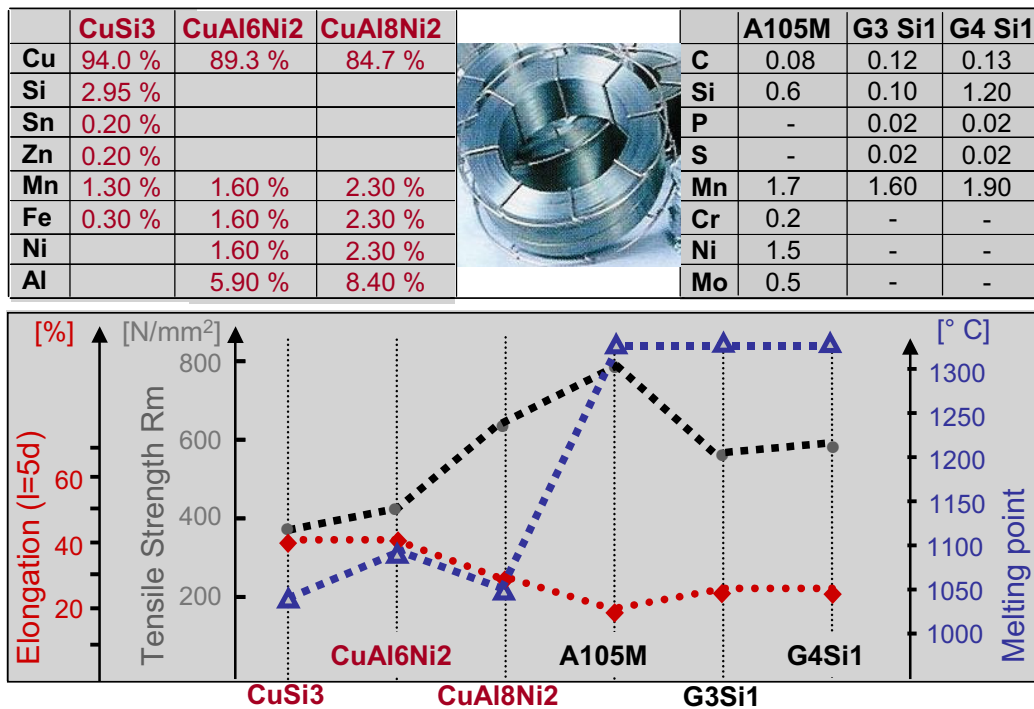 CuSi3 CuAl6Ni2 CuAl8Ni2
Cu 94.0 % 89.3 % 84.7 %
Si 2.95 %
Sn 0.20 %
Zn 0.20 %
Mn 1.30 % 1.60 % 2.30 %
Fe 0.30 % 1.60 % 2.30 %
Ni 1.60 % 2.30 %
Al 5.90 % 8.40 %
A105M G3 Si1 G4 Si1
C 0.08 0.12 0.13
Si 0.6 0.10 1.20
P - 0.02 0.02
S - 0.02 0.02
Mn 1.7 1.60 1.90
Cr 0.2 - -
Ni 1.5 - -
Mo 0.5 - -
[%]
Elongation (l=5d)
60
40
20
[N/mm²]
Tensile Strength Rm
800
600
400
200
[° C]
1300
1250
1200
1150
1100
1050
1000
Melting point
CuAl6Ni2 A105M G4Si1
CuSi3 CuAl8Ni2 G3Si1